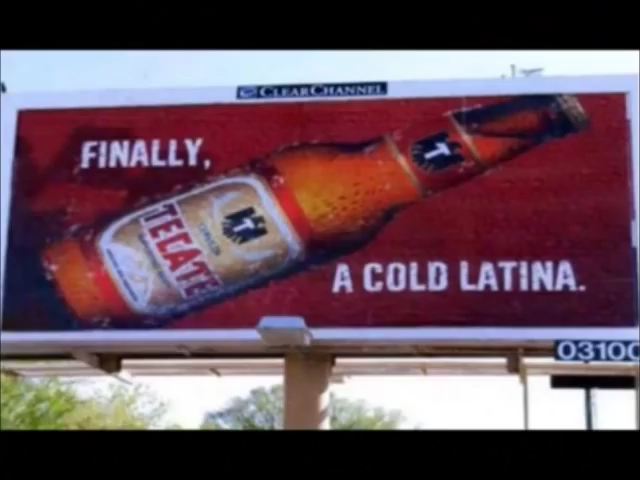 CLEARCHANNEL
FINALLY,
TECATE
T
T
A COLD LATINA.
03100